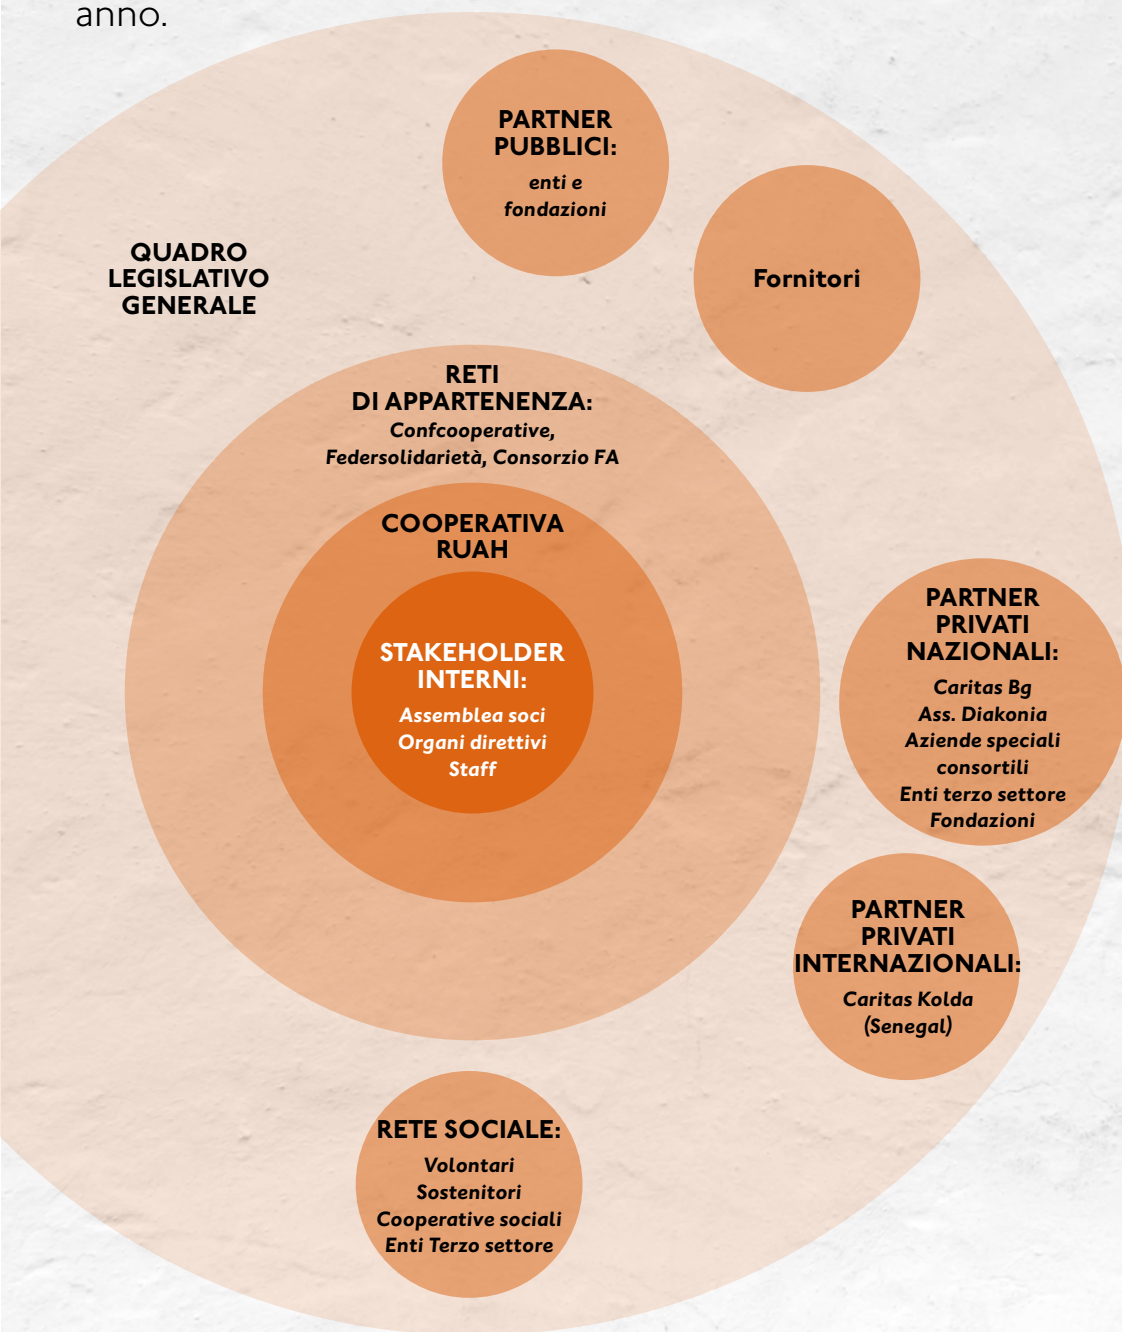 anno.
PARTNER
PUBBLICI:
enti e
fondazioni
Fornitori
QUADRO
LEGISLATIVO
GENERALE
RETI
DI APPARTENENZA:
Confcooperative,
Federsolidarietà, Consorzio FA
COOPERATIVA
RUAH
STAKEHOLDER
INTERNI:
Assemblea soci
Organi direttivi
Staff
PARTNER
PRIVATI
NAZIONALI:
Caritas Bg
Ass. Diakonia
Aziende speciali
consortili
Enti terzo settore
Fondazioni
PARTNER
PRIVATI
INTERNAZIONALI:
Caritas Kolda
(Senegal)
RETE SOCIALE:
Volontari
Sostenitori
Cooperative sociali
Enti Terzo settore